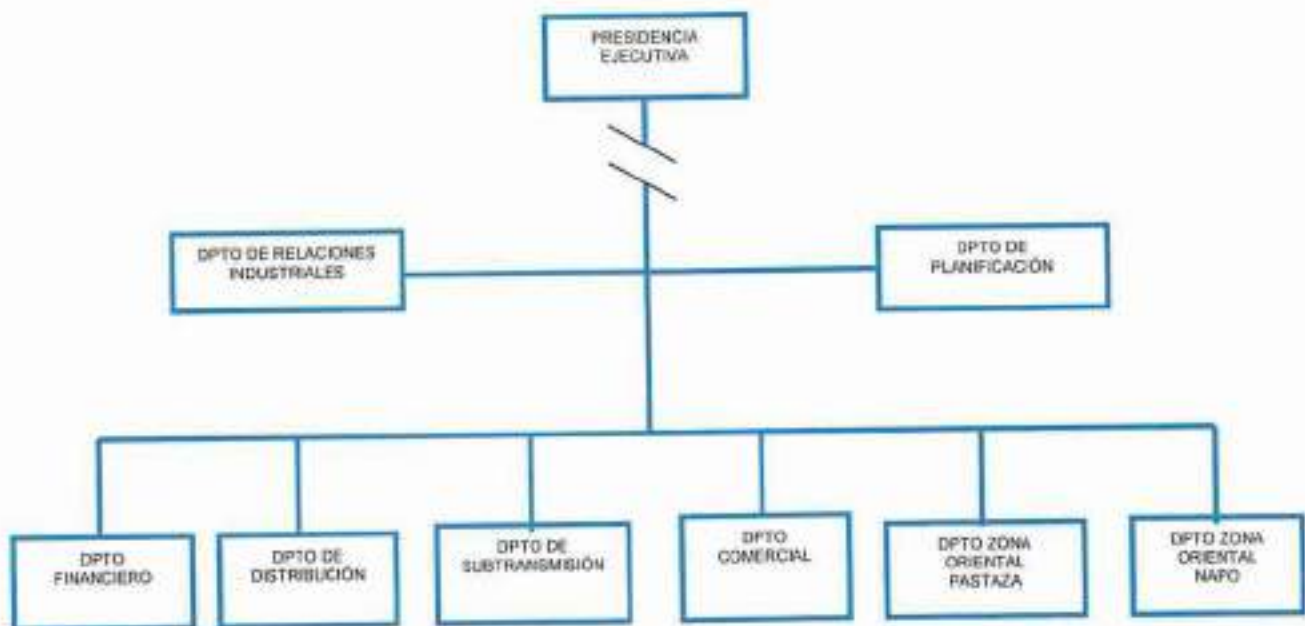 PRESIDENCIA
EJECUTIVA
DPTO DE RELACIONES
INDUSTRIALES
DPTO DE
PLANIFICACIÓN
DPTO
FINANCIERO
DPTO DE
DISTRIBUCIÓN
DPTO DE
SUBTRANSMISIÓN
DPTO
COMERCIAL
DPTO ZONA
ORIENTAL
PASTAZA
DPTO ZONA
ORIENTAL
NAPO